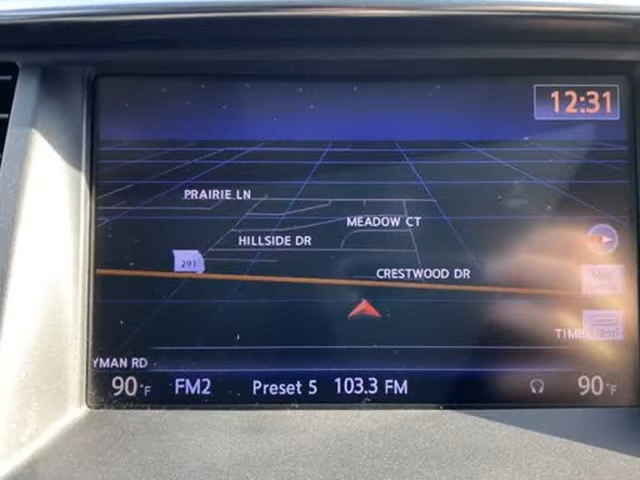 12:31
PRAIRIE LN
MEADOW CT
HILLSIDE DR
291
CRESTWOOD DR
YMAN RD
90°F FM2 Preset 5 103.3 FM 90°F